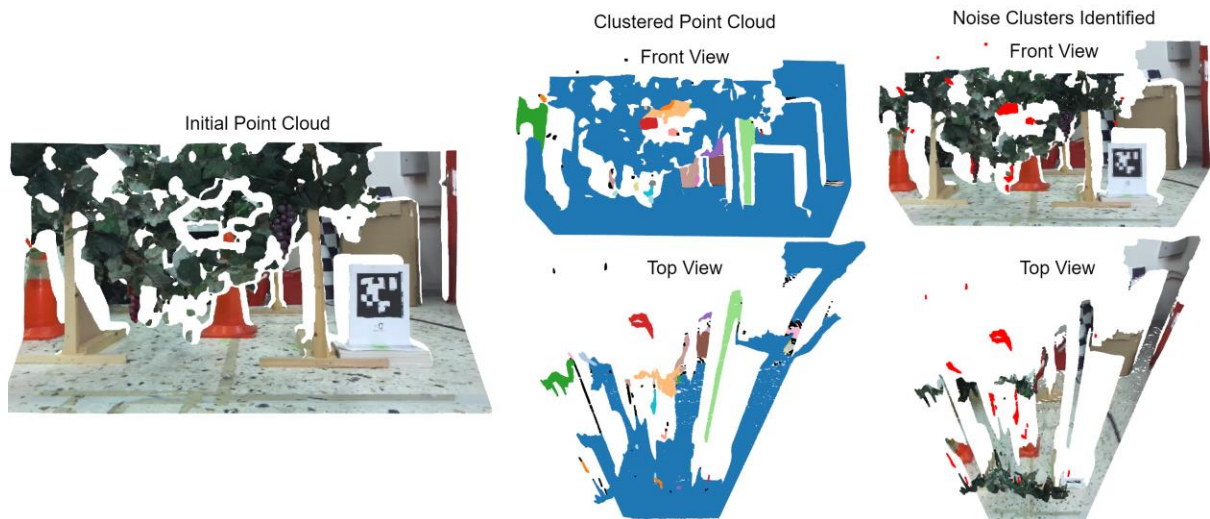 Initial Point Cloud
Clustered Point Cloud
Front View
Top View
Noise Clusters Identified
Front View
Top View